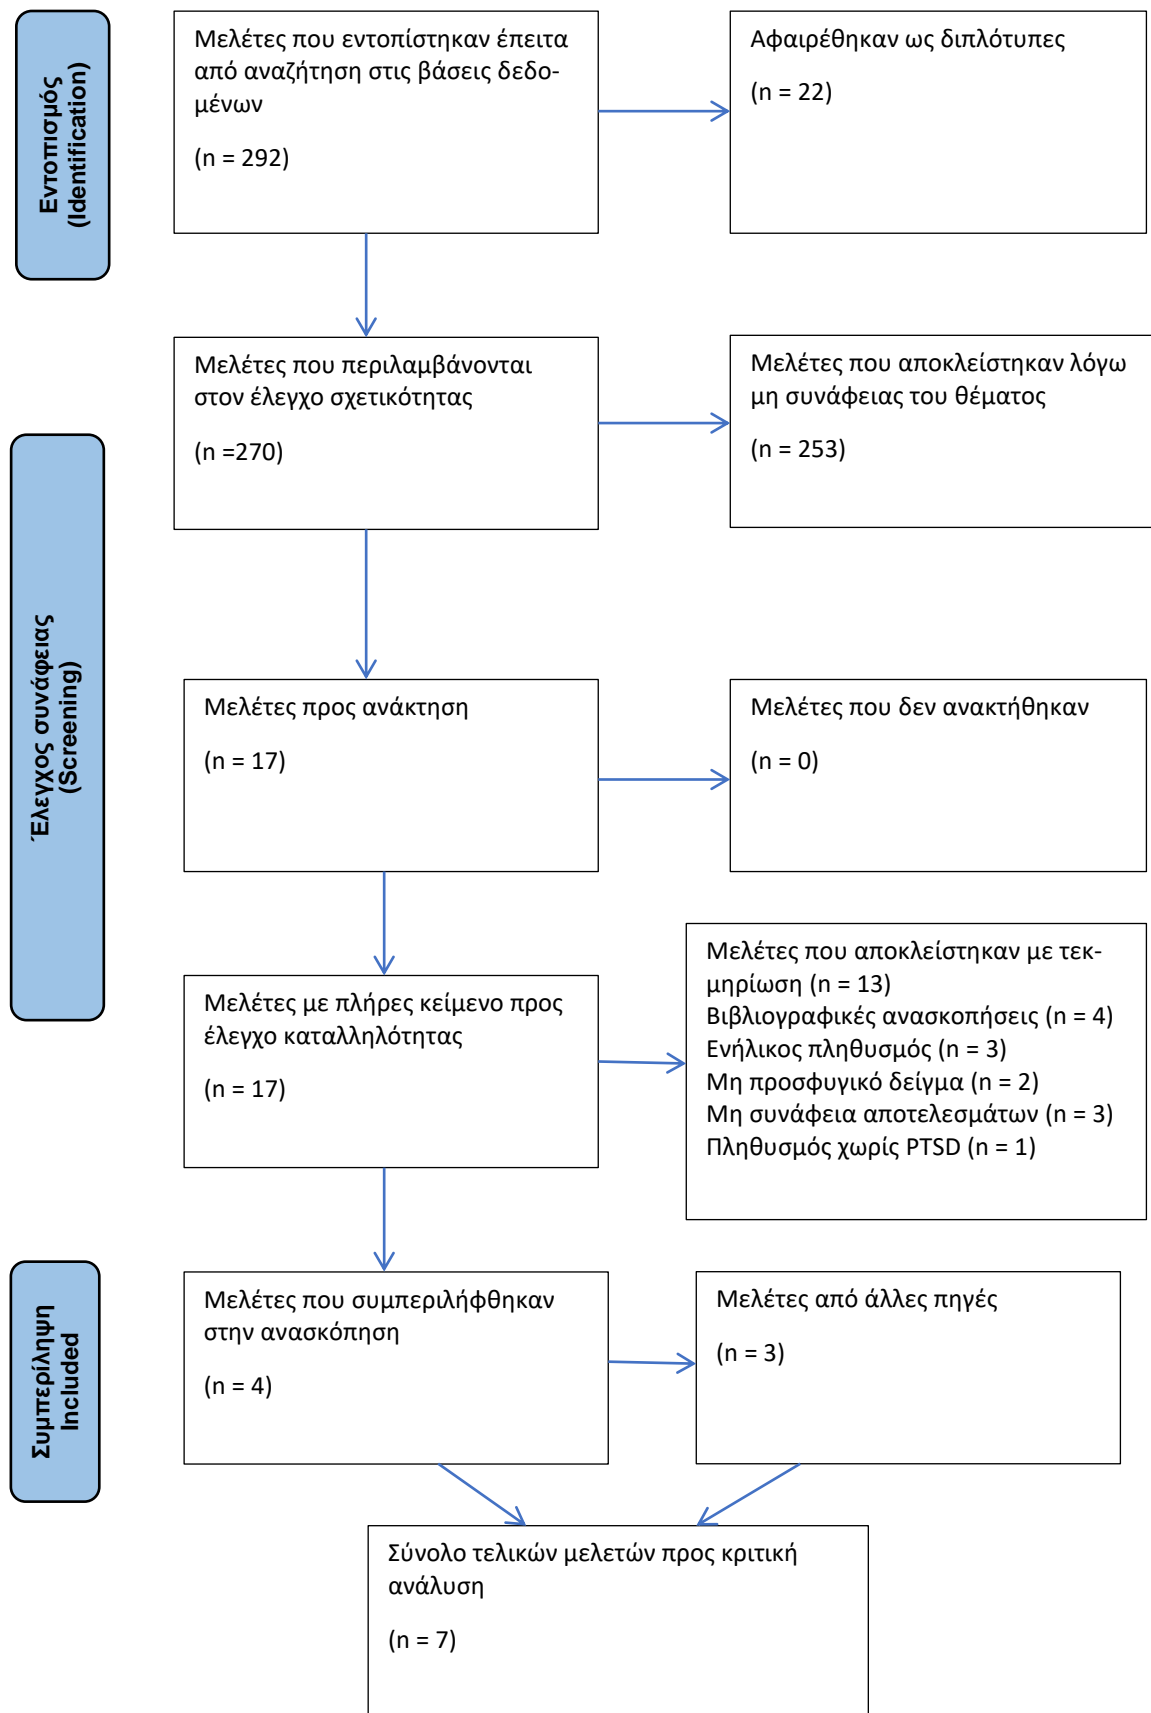 Εντοπισμός
(Identification)
Μελέτες που εντοπίστηκαν έπειτα
από αναζήτηση στις βάσεις δεδο-
μένων
(n = 292)
Αφαιρέθηκαν ως διπλότυπες
(n = 22)
Έλεγχος συνάφειας
(Screening)
Μελέτες που περιλαμβάνονται
στον έλεγχο σχετικότητας
(n =270)
Μελέτες που αποκλείστηκαν λόγω
μη συνάφειας του θέματος
(n = 253)
Μελέτες προς ανάκτηση
(n = 17)
Μελέτες που δεν ανακτήθηκαν
(n = 0)
Μελέτες με πλήρες κείμενο προς
έλεγχο καταλληλότητας
(n = 17)
Μελέτες που αποκλείστηκαν με τεκ-
μηρίωση (n = 13)
Βιβλιογραφικές ανασκοπήσεις (n = 4)
Ενήλικος πληθυσμός (n = 3)
Μη προσφυγικό δείγμα (n = 2)
Μη συνάφεια αποτελεσμάτων (n = 3)
Πληθυσμός χωρίς PTSD (n = 1)
Συμπερίληψη
Included
Μελέτες που συμπεριλήφθηκαν
στην ανασκόπηση
(n = 4)
Μελέτες από άλλες πηγές
(n = 3)
Σύνολο τελικών μελετών προς κριτική
ανάλυση
(n = 7)